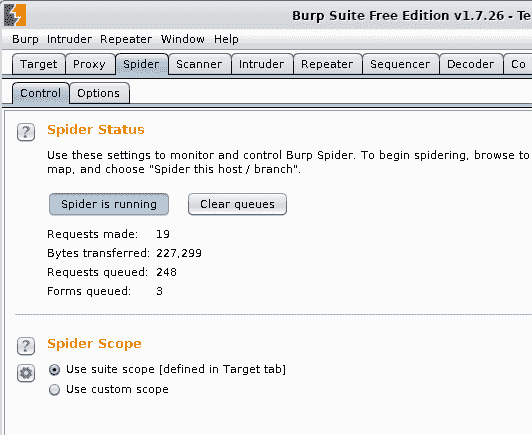 Burp Suite Free Edition v1.7.26 - Te
Burp Intruder Repeater Window Help
Target Proxy Spider Scanner Intruder Repeater Sequencer Decoder Co
Control Options
? Spider Status
Use these settings to monitor and control Burp Spider. To begin spidering, browse to
map, and choose "Spider this host / branch".
Spider is running Clear queues
Requests made: 19
Bytes transferred: 227,299
Requests queued: 248
Forms queued: 3
? Spider Scope
Use suite scope [defined in Target tab]
Use custom scope